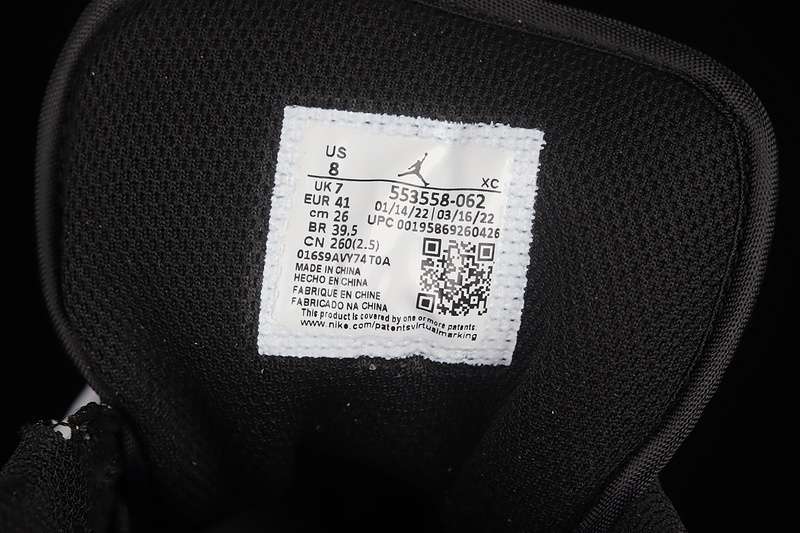 US
8
XC
UK 7
EUR 41
cm 26
BR 39.5
CN 260(2.5)
016S9AVY74T0A
553558-062
01/14/22 | 03/16/22
UPC 00195869260426
MADE IN CHINA
HECHO EN CHINA
FABRIQUE EN CHINE
FABRICADO NA CHINA
This product is covered by one or more patents:
www.nike.com/patentsvirtualmarking